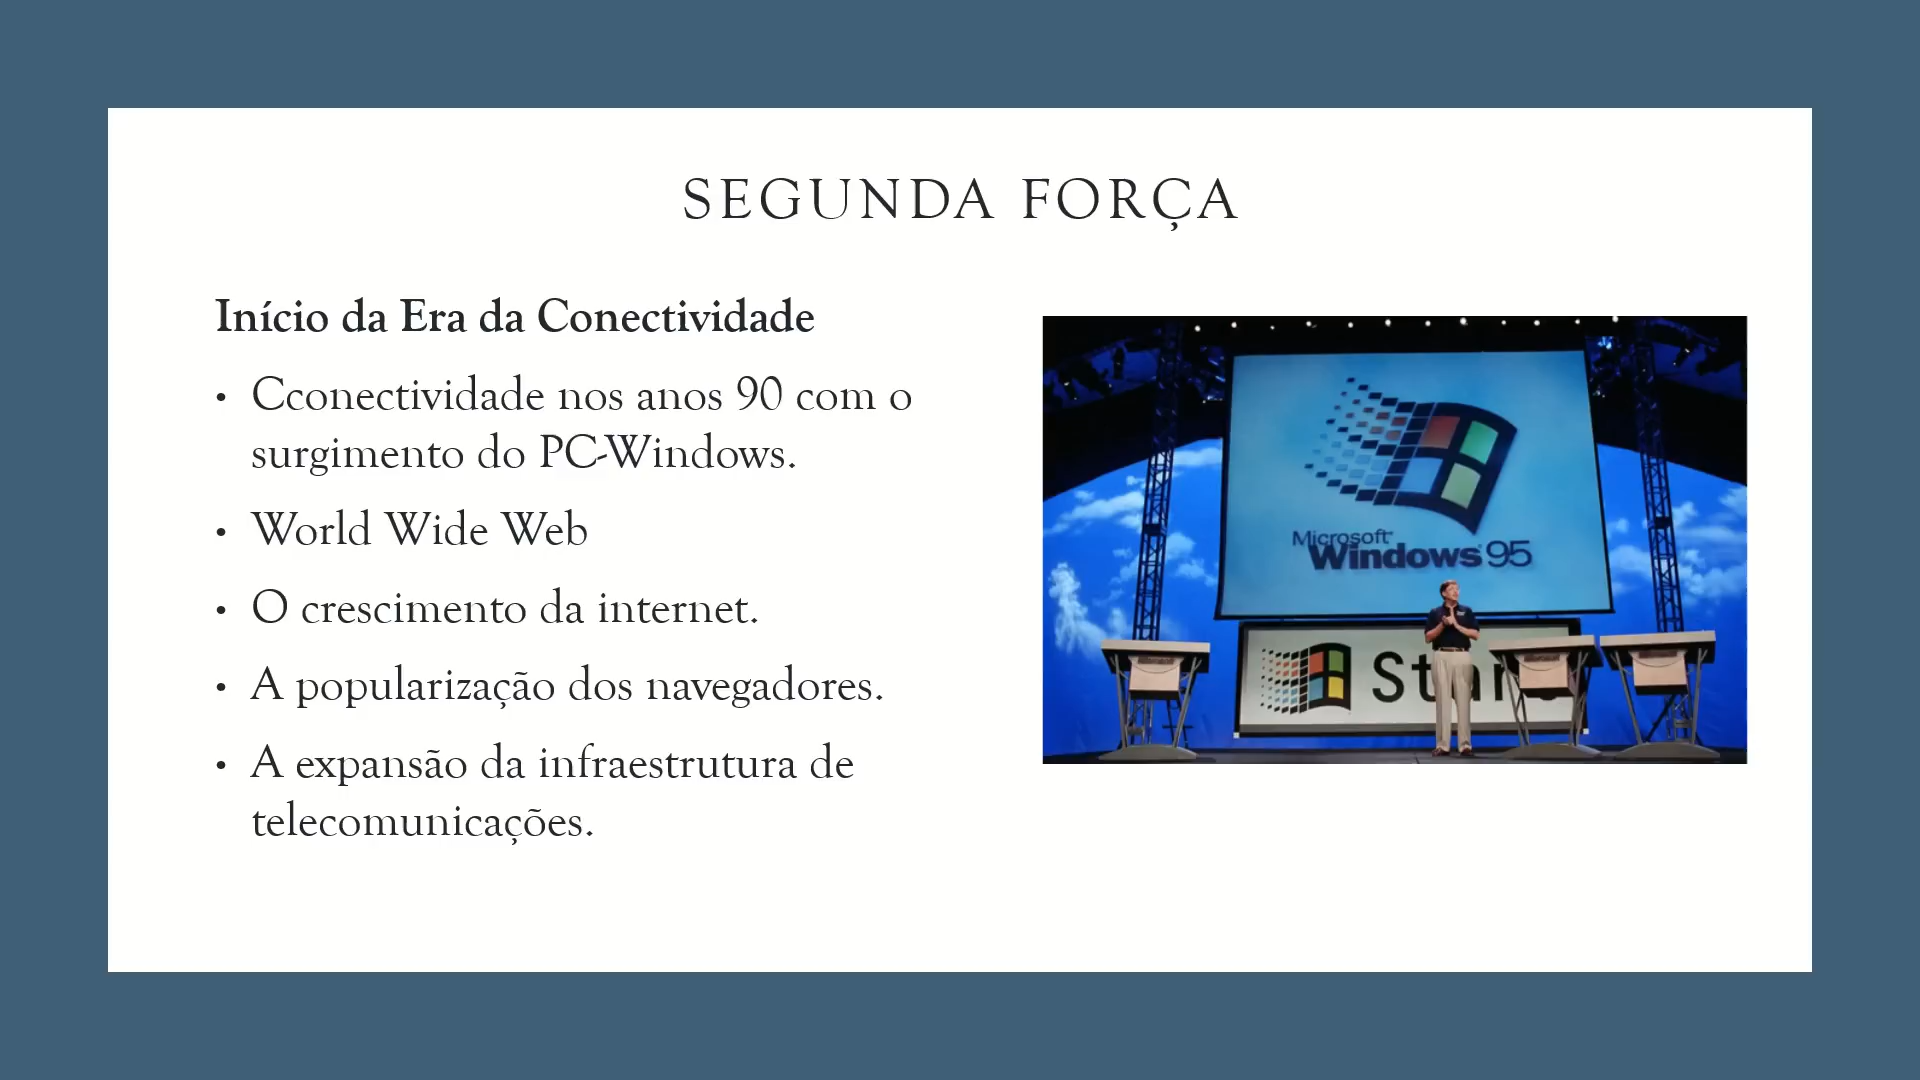 SEGUNDA FORÇA
Início da Era da Conectividade
• Cconectividade nos anos 90 com o
surgimento do PC-Windows.
• World Wide Web
• O crescimento da internet.
• A popularização dos navegadores.
• A expansão da infraestrutura de
telecomunicações.
Microsoft
Windows 95